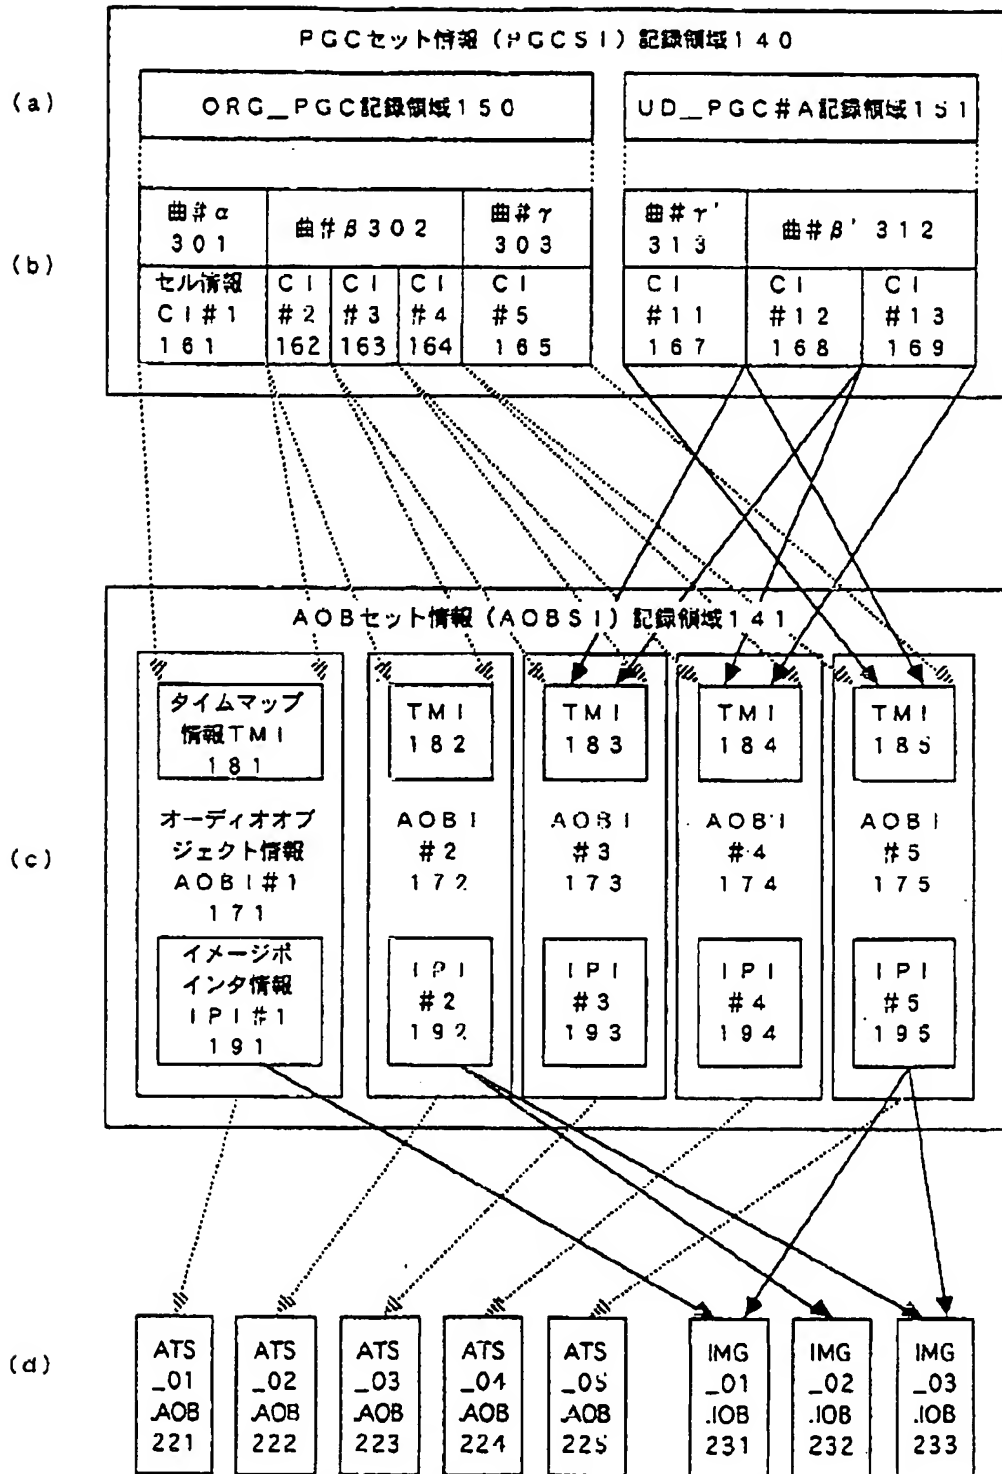 PGCセット情報(PGCSI)記録領域140
(a)
ORG__PGC記録領域150
UD__PGC#A記録領域151
(b)
曲#α
301
曲#β302
曲#γ
303
曲#γ'
313
曲#β' 312
セル情報
CI#1
161
CI
#2
162
CI
#3
163
CI
#4
164
CI
#5
165
CI
#11
167
CI
#12
168
CI
#13
169
AOBセット情報(AOBSI)記録領域141
(c)
タイムマップ
情報TMI
181
TMI
182
TMI
183
TMI
184
TMI
185
オーディオオブ
ジェクト情報
AOBI#1
171
AOBI
#2
172
AOBI
#3
173
AOBI
#4
174
AOBI
#5
175
イメージポ
インタ情報
IPI#1
191
IPI
#2
192
IPI
#3
193
IPI
#4
194
IPI
#5
195
(d)
ATS
_01
.AOB
221
ATS
_02
.AOB
222
ATS
_03
.AOB
223
ATS
_04
.AOB
224
ATS
_05
.AOB
225
IMG
_01
.IOB
231
IMG
_02
.IOB
232
IMG
_03
.IOB
233